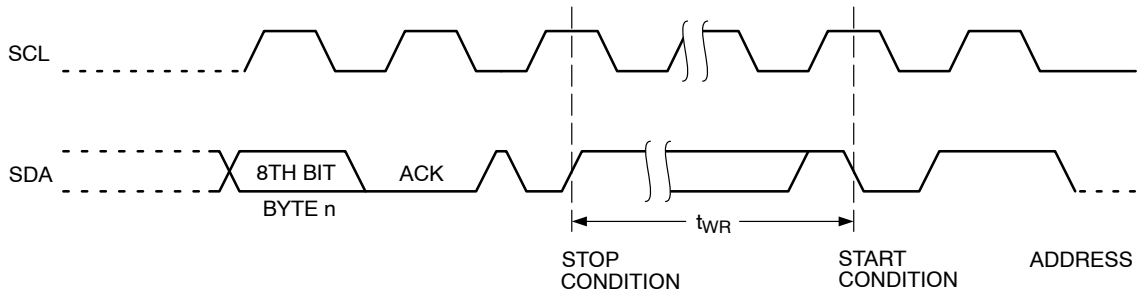 SCL
SDA
8TH BIT
ACK
BYTE n
tWR
STOP
CONDITION
START
CONDITION
ADDRESS